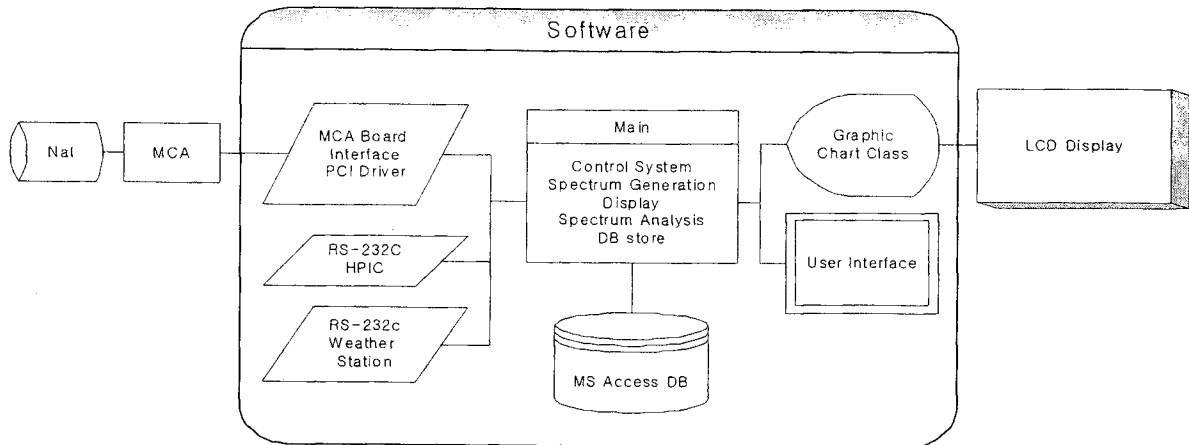 Software
NaI
MCA
MCA Board
Interface
PCI Driver
RS-232C
HPIC
RS-232c
Weather
Station
Main
Control System
Spectrum Generation
Display
Spectrum Analysis
DB store
MS Access DB
Graphic
Chart Class
User Interface
LCD Display